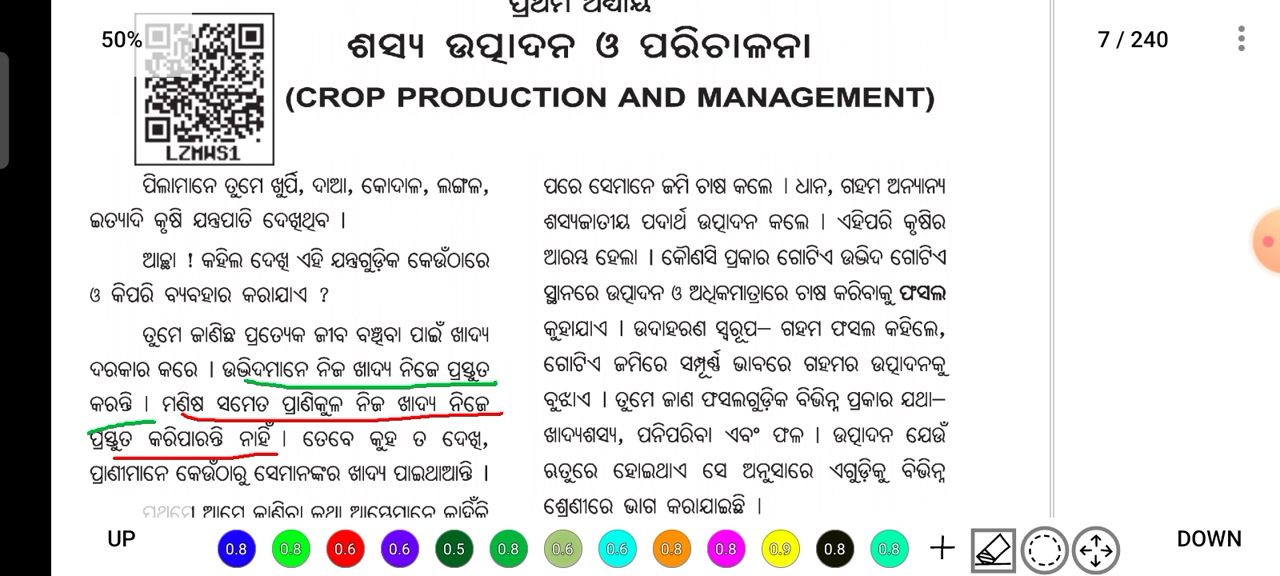 ପ୍ରଥମ ଅଧ୍ୟାୟ
50%
7 / 240
ଶସ୍ୟ ଉତ୍ପାଦନ ଓ ପରିଚାଳନା
(CROP PRODUCTION AND MANAGEMENT)
LZMWS1
ପିଲାମାନେ ତୁମେ ଖୁର୍ପି, ଦାଆ, କୋଦାଳ, ଲଙ୍ଗଳ,
ଇତ୍ୟାଦି କୃଷି ଯନ୍ତ୍ରପାତି ଦେଖିଥିବ ।
ଆଚ୍ଛା ! କହିଲ ଦେଖି ଏହି ଯନ୍ତ୍ରଗୁଡ଼ିକ କେଉଁଠାରେ
ଓ କିପରି ବ୍ୟବହାର କରାଯାଏ ?
ତୁମେ ଜାଣିଛ ପ୍ରତ୍ୟେକ ଜୀବ ବଞ୍ଚିବା ପାଇଁ ଖାଦ୍ୟ
ଦରକାର କରେ । ଉଦ୍ଭିଦମାନେ ନିଜ ଖାଦ୍ୟ ନିଜେ ପ୍ରସ୍ତୁତ
କରନ୍ତି । ମଣିଷ ସମେତ ପ୍ରାଣିକୁଳ ନିଜ ଖାଦ୍ୟ ନିଜେ
ପ୍ରସ୍ତୁତ କରିପାରନ୍ତି ନାହିଁ । ତେବେ କୁହ ତ ଦେଖି,
ପ୍ରାଣୀମାନେ କେଉଁଠାରୁ ସେମାନଙ୍କର ଖାଦ୍ୟ ପାଇଥାଆନ୍ତି ।
ପ୍ରଥମେ ଆମେ ଜାଣିବା କଥା ଆମ୍ଭେମାନେ କାହିଁକି
ପରେ ସେମାନେ ଜମି ଚାଷ କଲେ । ଧାନ, ଗହମ ଅନ୍ୟାନ୍ୟ
ଶସ୍ୟଜାତୀୟ ପଦାର୍ଥ ଉତ୍ପାଦନ କଲେ । ଏହିପରି କୃଷିର
ଆରମ୍ଭ ହେଲା । କୌଣସି ପ୍ରକାର ଗୋଟିଏ ଉଦ୍ଭିଦ ଗୋଟିଏ
ସ୍ଥାନରେ ଉତ୍ପାଦନ ଓ ଅଧିକମାତ୍ରାରେ ଚାଷ କରିବାକୁ ଫସଲ
କୁହାଯାଏ । ଉଦାହରଣ ସ୍ୱରୂପ– ଗହମ ଫସଲ କହିଲେ,
ଗୋଟିଏ ଜମିରେ ସମ୍ପୂର୍ଣ୍ଣ ଭାବରେ ଗହମର ଉତ୍ପାଦନକୁ
ବୁଝାଏ । ତୁମେ ଜାଣ ଫସଲଗୁଡ଼ିକ ବିଭିନ୍ନ ପ୍ରକାର ଯଥା–
ଖାଦ୍ୟଶସ୍ୟ, ପନିପରିବା ଏବଂ ଫଳ । ଉତ୍ପାଦନ ଯେଉଁ
ଋତୁରେ ହୋଇଥାଏ ସେ ଅନୁସାରେ ଏଗୁଡ଼ିକୁ ବିଭିନ୍ନ
ଶ୍ରେଣୀରେ ଭାଗ କରାଯାଇଛି ।
UP
0.8 0.8 0.6 0.6 0.5 0.8 0.6 0.6 0.8 0.8 0.9 0.8 0.8
DOWN